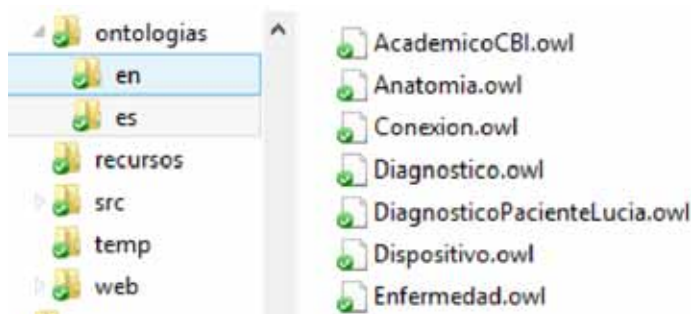 ontologias
en
es
recursos
src
temp
web
AcademicoCBI.owl
Anatomia.owl
Conexion.owl
Diagnostico.owl
DiagnosticoPacienteLucia.owl
Dispositivo.owl
Enfermedad.owl